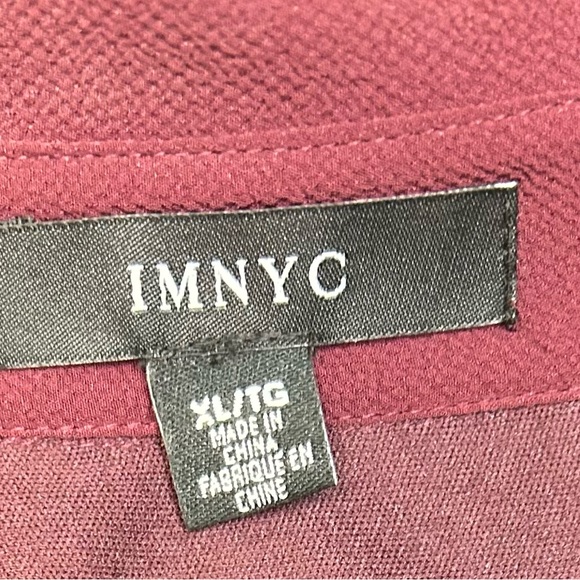 IMNYC
XL/TG
MADE IN
CHINA
FABRIQUE EN
CHINE